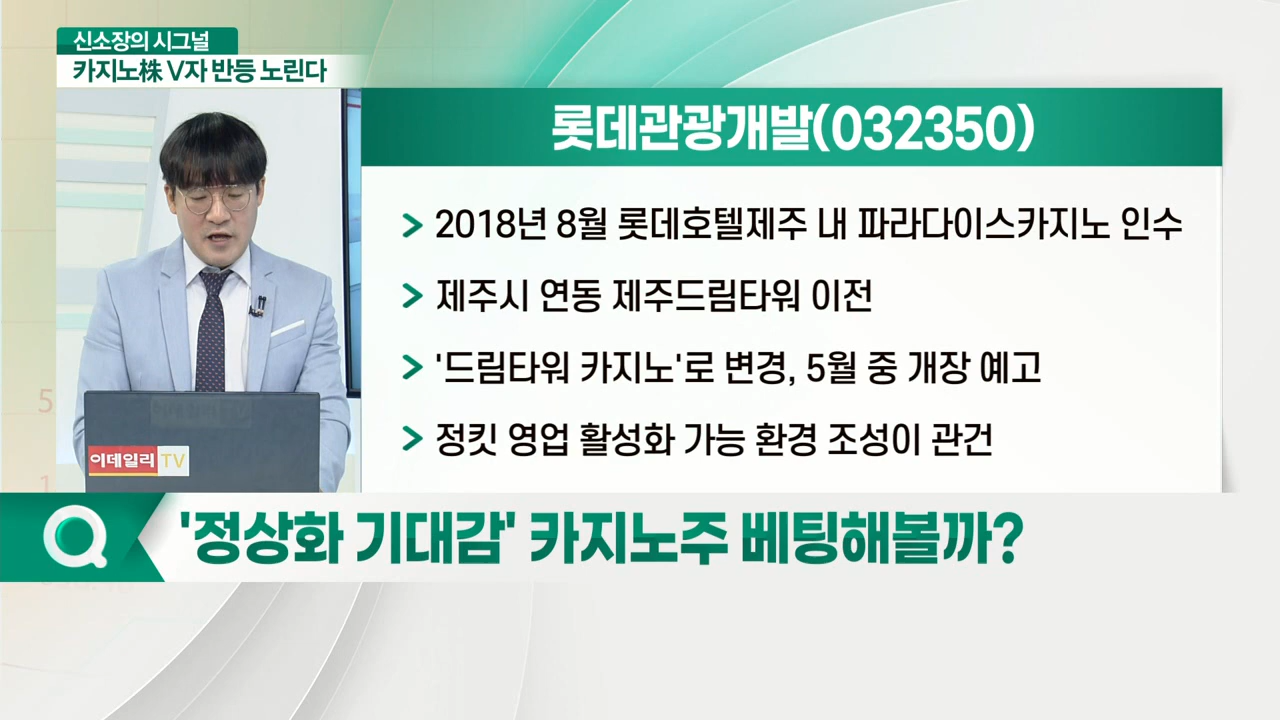 신소장의 시그널
카지노株 V자 반등 노린다
롯데관광개발(032350)
2018년 8월 롯데호텔제주 내 파라다이스카지노 인수
제주시 연동 제주드림타워 이전
'드림타워 카지노'로 변경, 5월 중 개장 예고
정킷 영업 활성화 가능 환경 조성이 관건
이데일리 TV
'정상화 기대감' 카지노주 베팅해볼까?
5
1